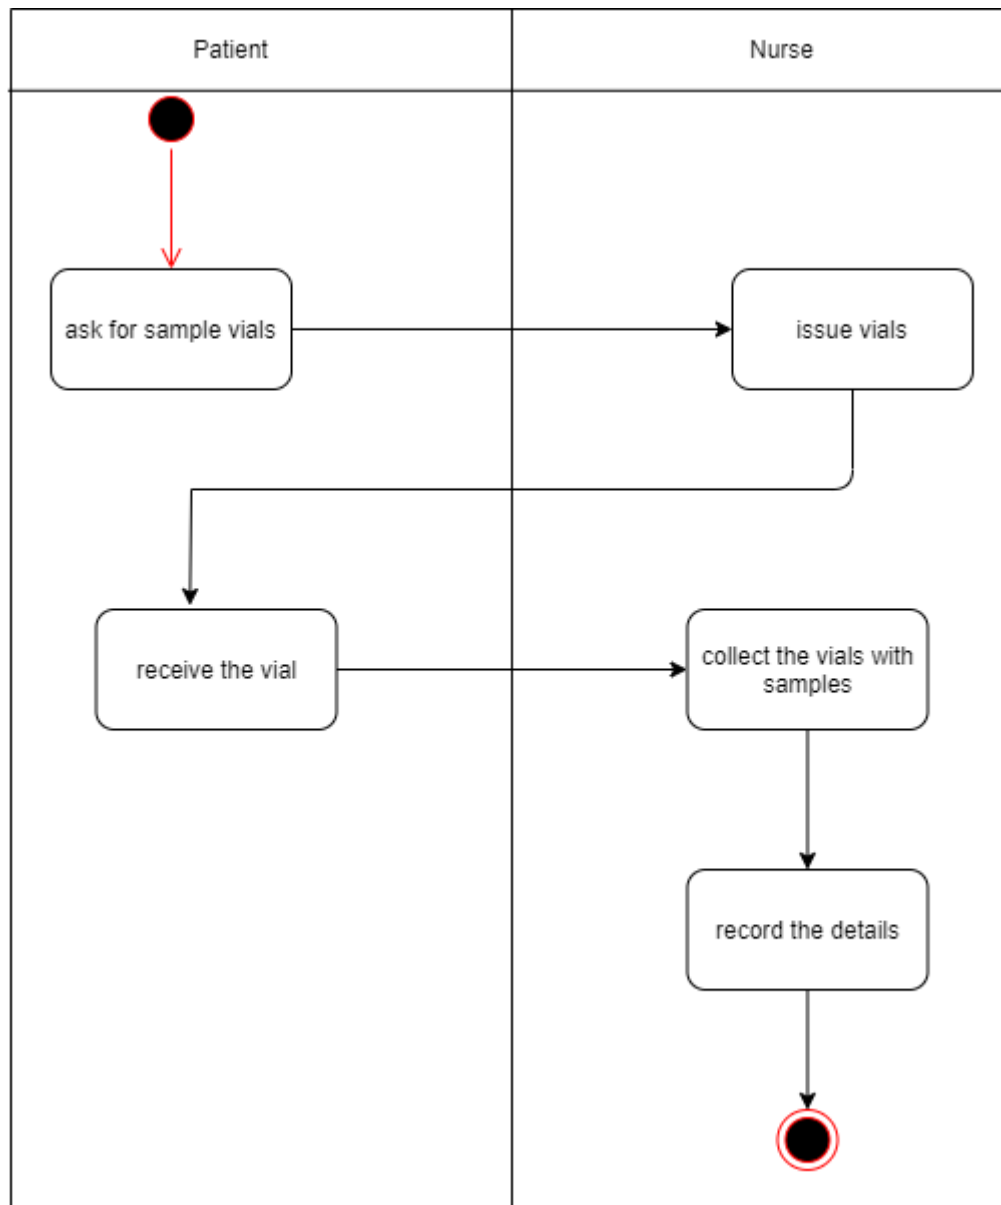 Patient
Nurse
ask for sample vials
issue vials
receive the vial
collect the vials with
samples
record the details